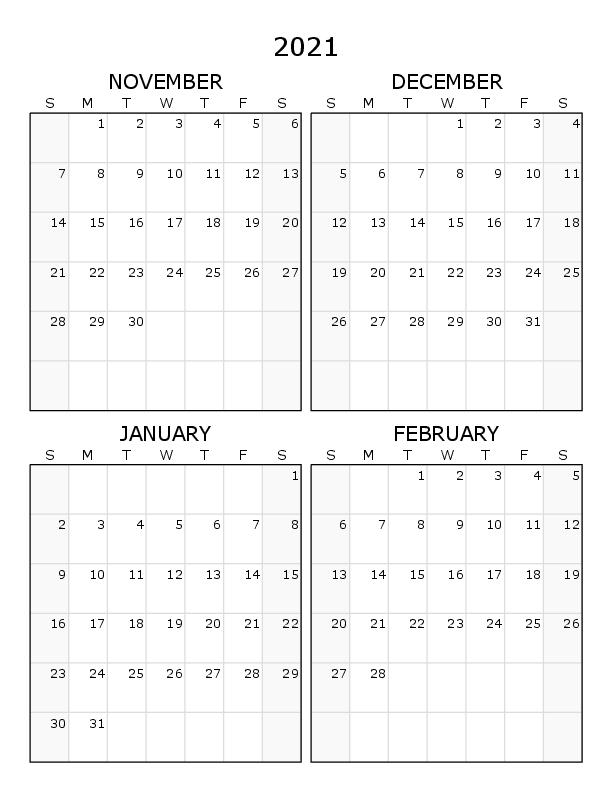 2021
NOVEMBER
S M T W T F S
1 2 3 4 5 6
7 8 9 10 11 12 13
14 15 16 17 18 19 20
21 22 23 24 25 26 27
28 29 30
DECEMBER
S M T W T F S
1 2 3 4
5 6 7 8 9 10 11
12 13 14 15 16 17 18
19 20 21 22 23 24 25
26 27 28 29 30 31
JANUARY
S M T W T F S
1
2 3 4 5 6 7 8
9 10 11 12 13 14 15
16 17 18 19 20 21 22
23 24 25 26 27 28 29
30 31
FEBRUARY
S M T W T F S
1 2 3 4 5
6 7 8 9 10 11 12
13 14 15 16 17 18 19
20 21 22 23 24 25 26
27 28